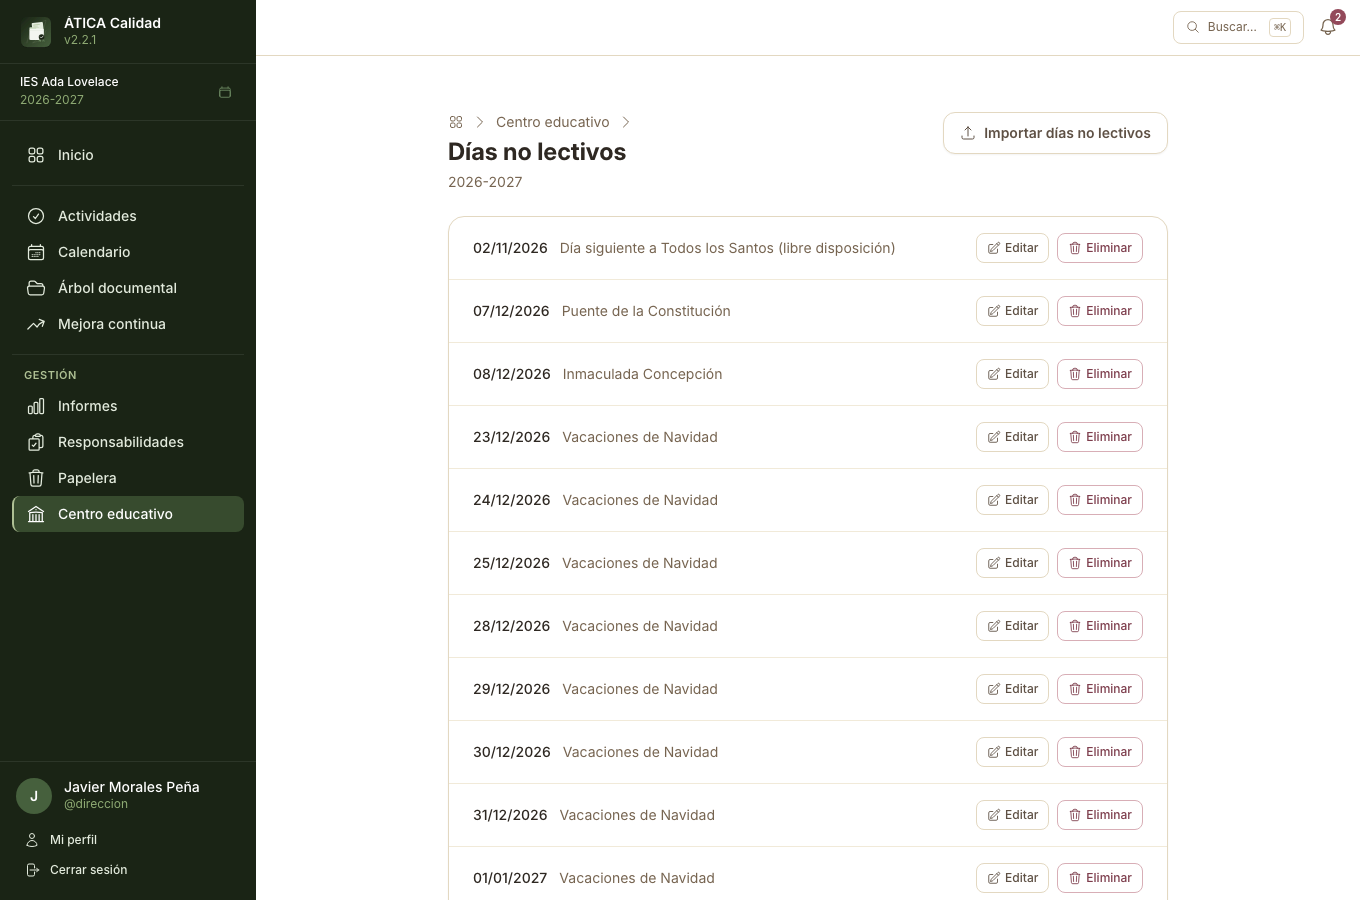 ÁTICA Calidad
v2.2.1
IES Ada Lovelace
2026-2027
Inicio
Actividades
Calendario
Árbol documental
Mejora continua
GESTIÓN
Informes
Responsabilidades
Papelera
Centro educativo
Javier Morales Peña
@direccion
J
Mi perfil
Cerrar sesión
Buscar... ⌘K
2
Centro educativo
Días no lectivos
2026-2027
Importar días no lectivos
02/11/2026 Día siguiente a Todos los Santos (libre disposición) Editar Eliminar
07/12/2026 Puente de la Constitución Editar Eliminar
08/12/2026 Inmaculada Concepción Editar Eliminar
23/12/2026 Vacaciones de Navidad Editar Eliminar
24/12/2026 Vacaciones de Navidad Editar Eliminar
25/12/2026 Vacaciones de Navidad Editar Eliminar
28/12/2026 Vacaciones de Navidad Editar Eliminar
29/12/2026 Vacaciones de Navidad Editar Eliminar
30/12/2026 Vacaciones de Navidad Editar Eliminar
31/12/2026 Vacaciones de Navidad Editar Eliminar
01/01/2027 Vacaciones de Navidad Editar Eliminar